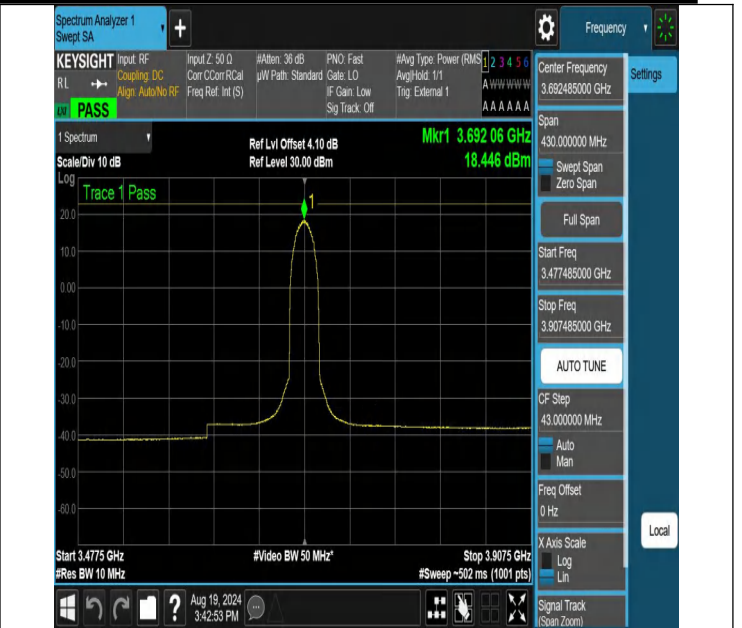 Spectrum Analyzer 1
Swept SA
+
Frequency
KEYSIGHT
RL
PASS
Input: RF
Coupling: DC
Align: Auto/No RF
Input Z: 50 Ω
Corr CCorr RCal
Freq Ref: Int (S)
#Atten: 36 dB
µW Path: Standard
PNO: Fast
Gate: LO
IF Gain: Low
Sig Track: Off
#Avg Type: Power (RMS
Avg|Hold: 1/1
Trig: External 1
1 2 3 4 5 6
A W W W W W
A A A A A A
1 Spectrum
Scale/Div 10 dB
Log
Ref Lvl Offset 4.10 dB
Ref Level 30.00 dBm
Mkr1 3.692 06 GHz
18.446 dBm
Trace 1 Pass
1
20.0
10.0
0.00
-10.0
-20.0
-30.0
-40.0
-50.0
-60.0
Start 3.4775 GHz
#Res BW 10 MHz
#Video BW 50 MHz*
Stop 3.9075 GHz
#Sweep ~502 ms (1001 pts)
Center Frequency
3.692485000 GHz
Settings
Span
430.000000 MHz
Swept Span
Zero Span
Full Span
Start Freq
3.477485000 GHz
Stop Freq
3.907485000 GHz
AUTO TUNE
CF Step
43.000000 MHz
Auto
Man
Freq Offset
0 Hz
Local
X Axis Scale
Log
Lin
Signal Track
(Span Zoom)
?
Aug 19, 2024
3:42:53 PM